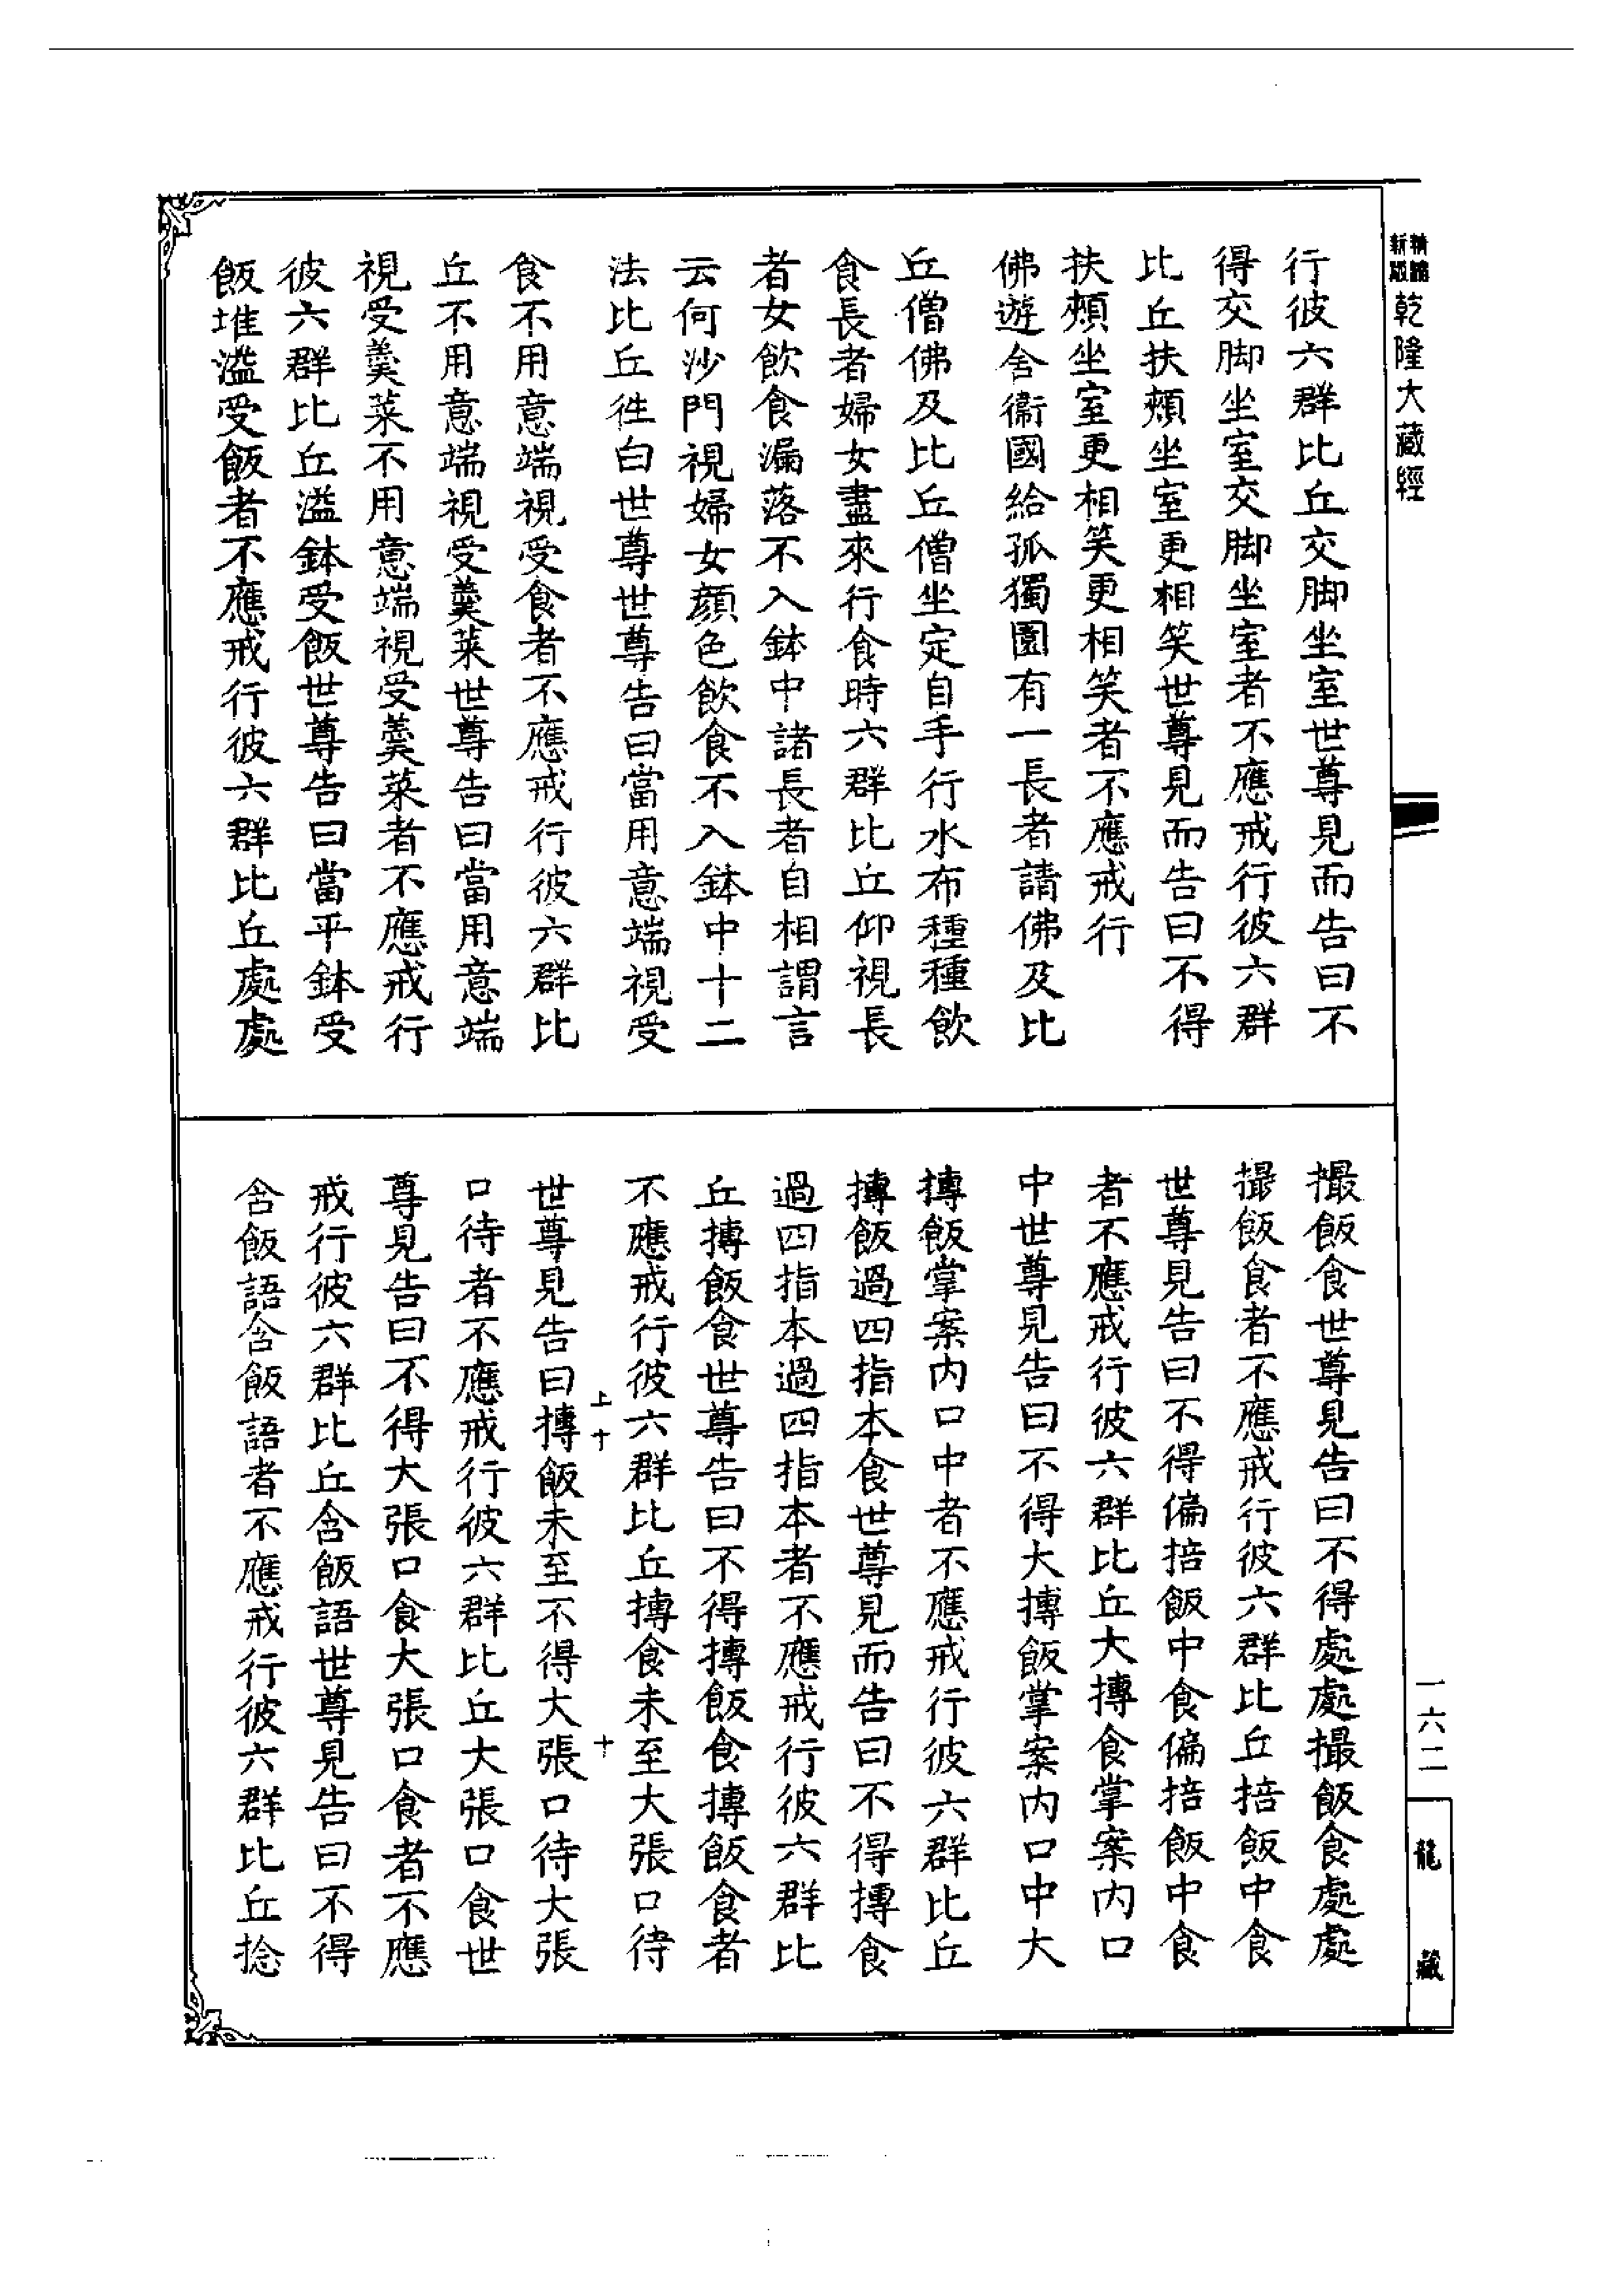 新版 精體 乾隆大藏經
行彼六群比丘交脚坐室世尊見而告曰不
得交脚坐室交脚坐室者不應戒行彼六群
比丘扶頰坐室更相笑世尊見而告曰不得
扶頰坐室更相笑更相笑者不應戒行
佛遊舍衞國給孤獨園有一長者請佛及比
丘僧佛及比丘僧坐定自手行水布種種飲
食長者婦女盡來行食時六群比丘仰視長
者女飲食漏落不入鉢中諸長者自相謂言
云何沙門視婦女顏色飲食不入鉢中十二
法比丘徃白世尊世尊告曰當用意端視受
食不用意端視受食者不應戒行彼六群比
丘不用意端視受羹菜世尊告曰當用意端
視受羹菜不用意端視受羹菜者不應戒行
彼六群比丘溢鉢受飯世尊告曰當平鉢受
飯堆溢受飯者不應戒行彼六群比丘處處
撮飯食世尊見告曰不得處處撮飯食處處
撮飯食者不應戒行彼六群比丘掊飯中食
世尊見告曰不得偏掊飯中食偏掊飯中食
者不應戒行彼六群比丘大摶食掌案内口
中世尊見告曰不得大摶飯掌案内口中大
摶飯掌案内口中者不應戒行彼六群比丘
摶飯過四指本食世尊見而告曰不得摶食
過四指本過四指本者不應戒行彼六群比
丘摶飯食世尊告曰不得摶飯食摶飯食者
不應戒行彼六群比丘摶食未至大張口待
上十 十
世尊見告曰摶飯未至不得大張口待大張
口待者不應戒行彼六群比丘大張口食世
尊見告曰不得大張口食大張口食者不應
戒行彼六群比丘含飯語世尊見告曰不得
含飯語含飯語者不應戒行彼六群比丘捻
一六二
龍藏